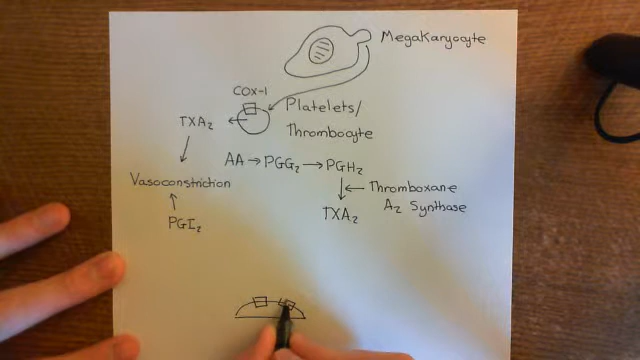 MegaKaryocyte
COX-1
Platelets/
Thrombocyte
TXA2
AA → PGG2 → PGH2
Vasoconstriction
Thromboxane
A2 Synthase
TXA2
PGI2